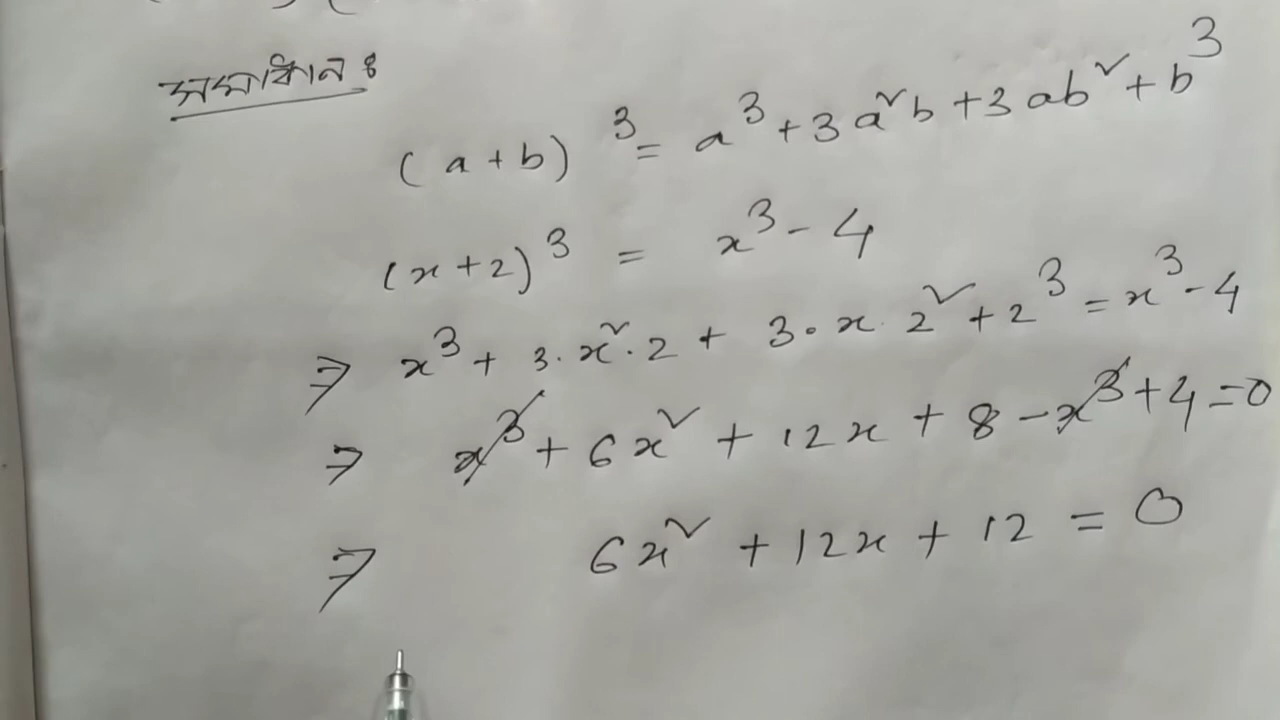 সমাধান :
(a+b)³ = a³+3a²b+3ab²+b³
(x+2)³ = x³-4
⇒ x³+3·x²·2+3·x·2²+2³=x³-4
⇒ x³+6x²+12x+8-x³+4=0
⇒ 6x²+12x+12=0